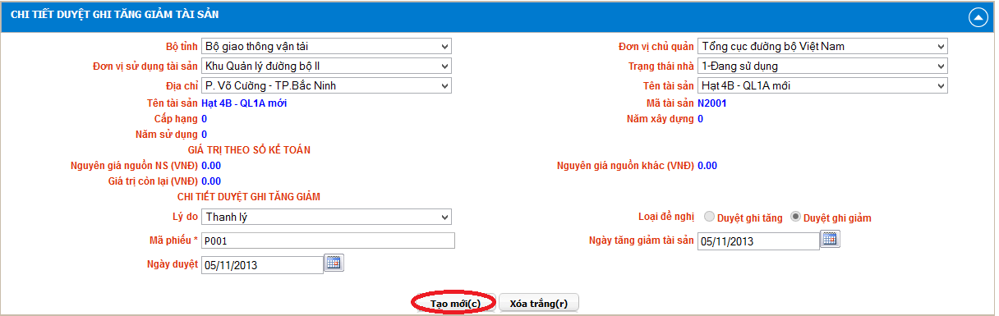 CHI TIẾT DUYỆT GHI TĂNG GIẢM TÀI SẢN
Bộ tỉnh Bộ giao thông vận tải Đơn vị chủ quản Tổng cục đường bộ Việt Nam
Đơn vị sử dụng tài sản Khu Quản lý đường bộ II Trạng thái nhà 1-Đang sử dụng
Địa chỉ P. Võ Cường - TP.Bắc Ninh Tên tài sản Hạt 4B - QL1A mới
Tên tài sản Hạt 4B - QL1A mới Mã tài sản N2001
Cấp hạng 0 Năm xây dựng 0
Năm sử dụng 0
GIÁ TRỊ THEO SỔ KẾ TOÁN
Nguyên giá nguồn NS (VNĐ) 0.00 Nguyên giá nguồn khác (VNĐ) 0.00
Giá trị còn lại (VNĐ) 0.00
CHI TIẾT DUYỆT GHI TĂNG GIẢM
Lý do Thanh lý Loại đề nghị Duyệt ghi tăng Duyệt ghi giảm
Mã phiếu * P001 Ngày tăng giảm tài sản 05/11/2013
Ngày duyệt 05/11/2013
Tạo mới(c) Xóa trắng(r)